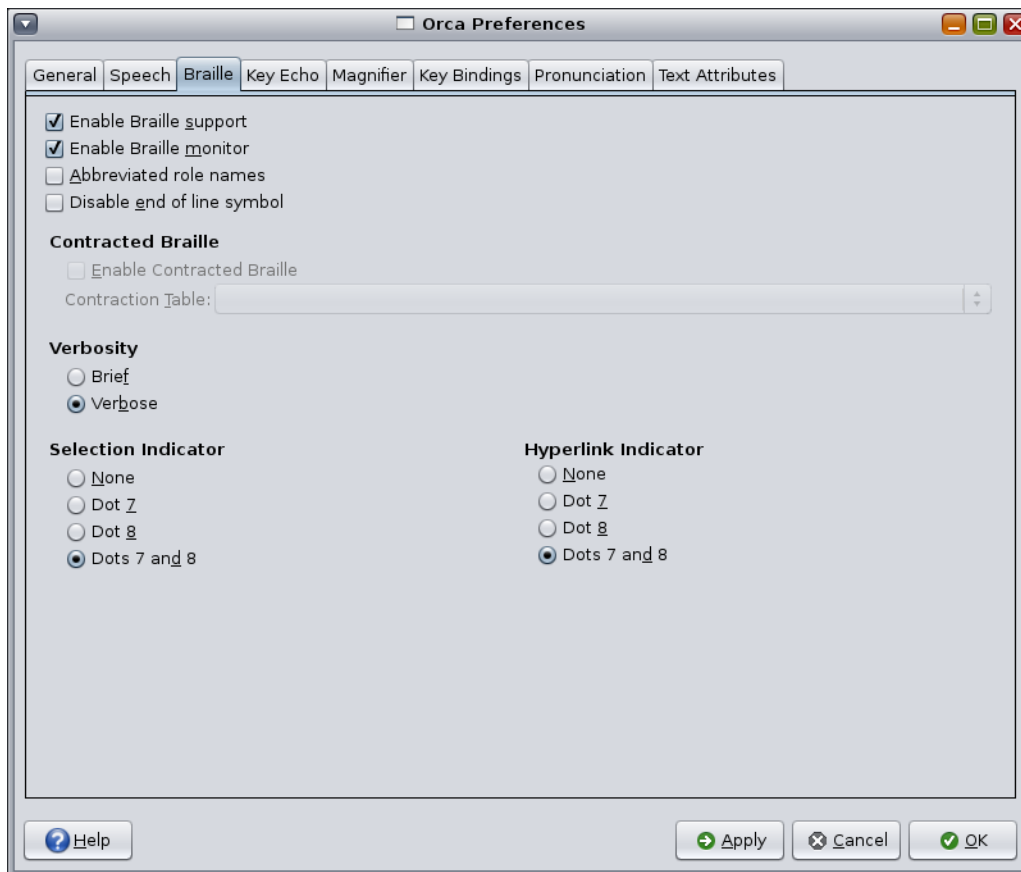 Orca Preferences
General Speech Braille Key Echo Magnifier Key Bindings Pronunciation Text Attributes
Enable Braille support
Enable Braille monitor
Abbreviated role names
Disable end of line symbol
Contracted Braille
Enable Contracted Braille
Contraction Table:
Verbosity
Brief
Verbose
Selection Indicator
None
Dot 7
Dot 8
Dots 7 and 8
Hyperlink Indicator
None
Dot 7
Dot 8
Dots 7 and 8
Help Apply Cancel OK